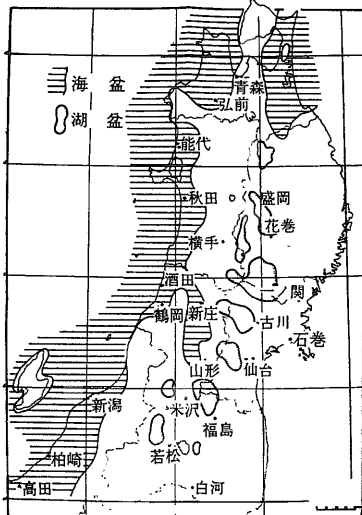 海盆
湖盆
青森
弘前
能代
秋田
盛岡
花巻
横手
酒田
一関
鶴岡
新庄
古川
石巻
山形
仙台
新潟
米沢
福島
柏崎
若松
高田
白河